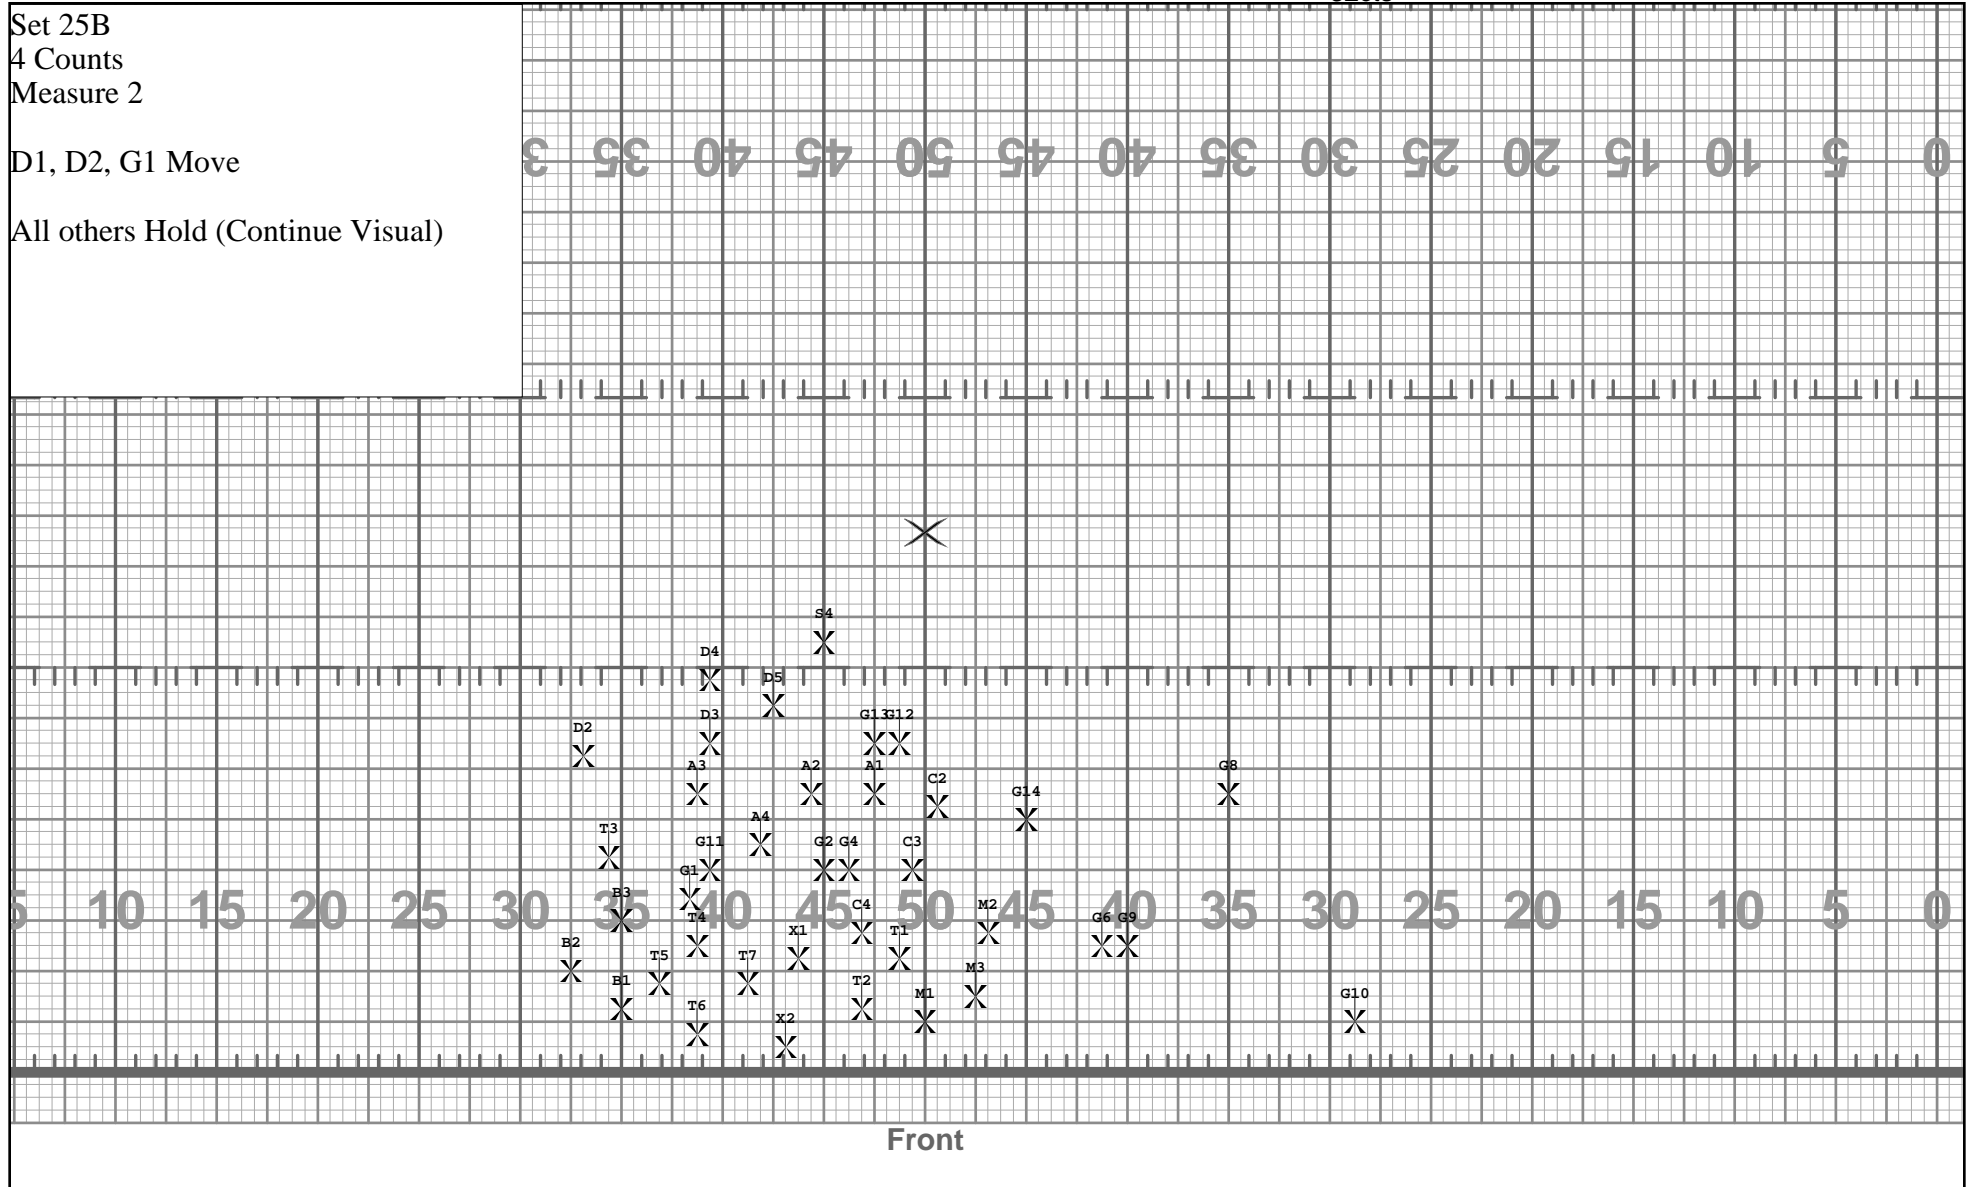 Set 25B
4 Counts
Measure 2
D1, D2, G1 Move
All others Hold (Continue Visual)
3 35 40 45 50 45 40 35 30 25 20 15 10 5 0
S4
D4
D5
D3 G13 G12
D2
A3 A2 A1 G8
C2
G14
A4
T3
G11 G2 G4 C3
G1
B3
5 10 15 20 25 30 35 40 45 50 45 40 35 30 25 20 15 10 5 0
C4 M2
T4 G6 G9
X1 T1
B2
T5 T7
M3
B1 T2
M1 G10
T6
X2
Front